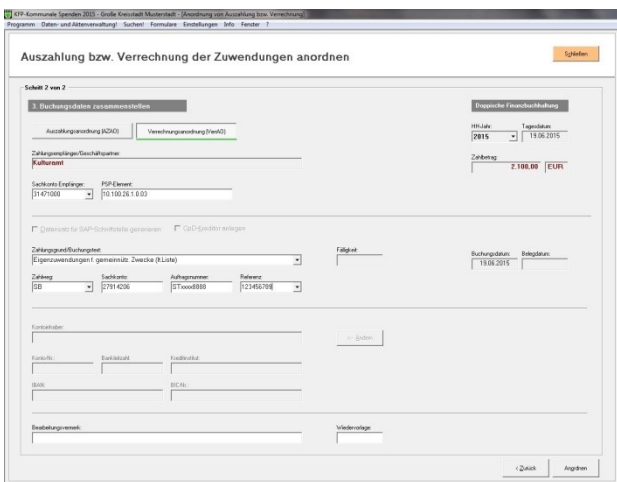 KFP-Kommunale Spenden 2015 - Große Kreisstadt Musterstadt - [Anordnung von Auszahlung bzw. Verrechnung]
Programm Daten- und Aktenverwaltung! Suchen! Formulare Einstellungen Info Fenster ?
Auszahlung bzw. Verrechnung der Zuwendungen anordnen
Schließen
Schritt 2 von 2
3. Buchungsdaten zusammenstellen
Doppische Finanzbuchhaltung
Auszahlungsanordnung (AZAO)
Verrechnungsanordnung (VerrAO)
HH-Jahr:
Tagesdatum:
2015
19.06.2015
Zahlungsempfänger/Geschäftspartner:
Kulturamt
Zahlbetrag:
2.100,00 EUR
Sachkonto Empfänger:
PSP-Element:
31471000
10.100.26.1.0.03
Datensatz für SAP-Schnittstelle generieren
CpD-Kreditor anlegen
Zahlungsgrund/Buchungstext:
Fälligkeit:
Buchungsdatum:
Belegdatum:
Eigenzuwendungen f. gemeinnütz. Zwecke (lt.Liste)
19.06.2015
Zahlweg:
Sachkonto:
Auftragsnummer:
Referenz:
SB
27914206
STxxxx8888
123456789
Kontoinhaber:
<- ändern
Konto-Nr.:
Bankleitzahl:
Kreditinstitut:
IBAN:
BIC-Nr.:
Bearbeitungsvermerk:
Wiedervorlage:
< Zurück
Anordnen